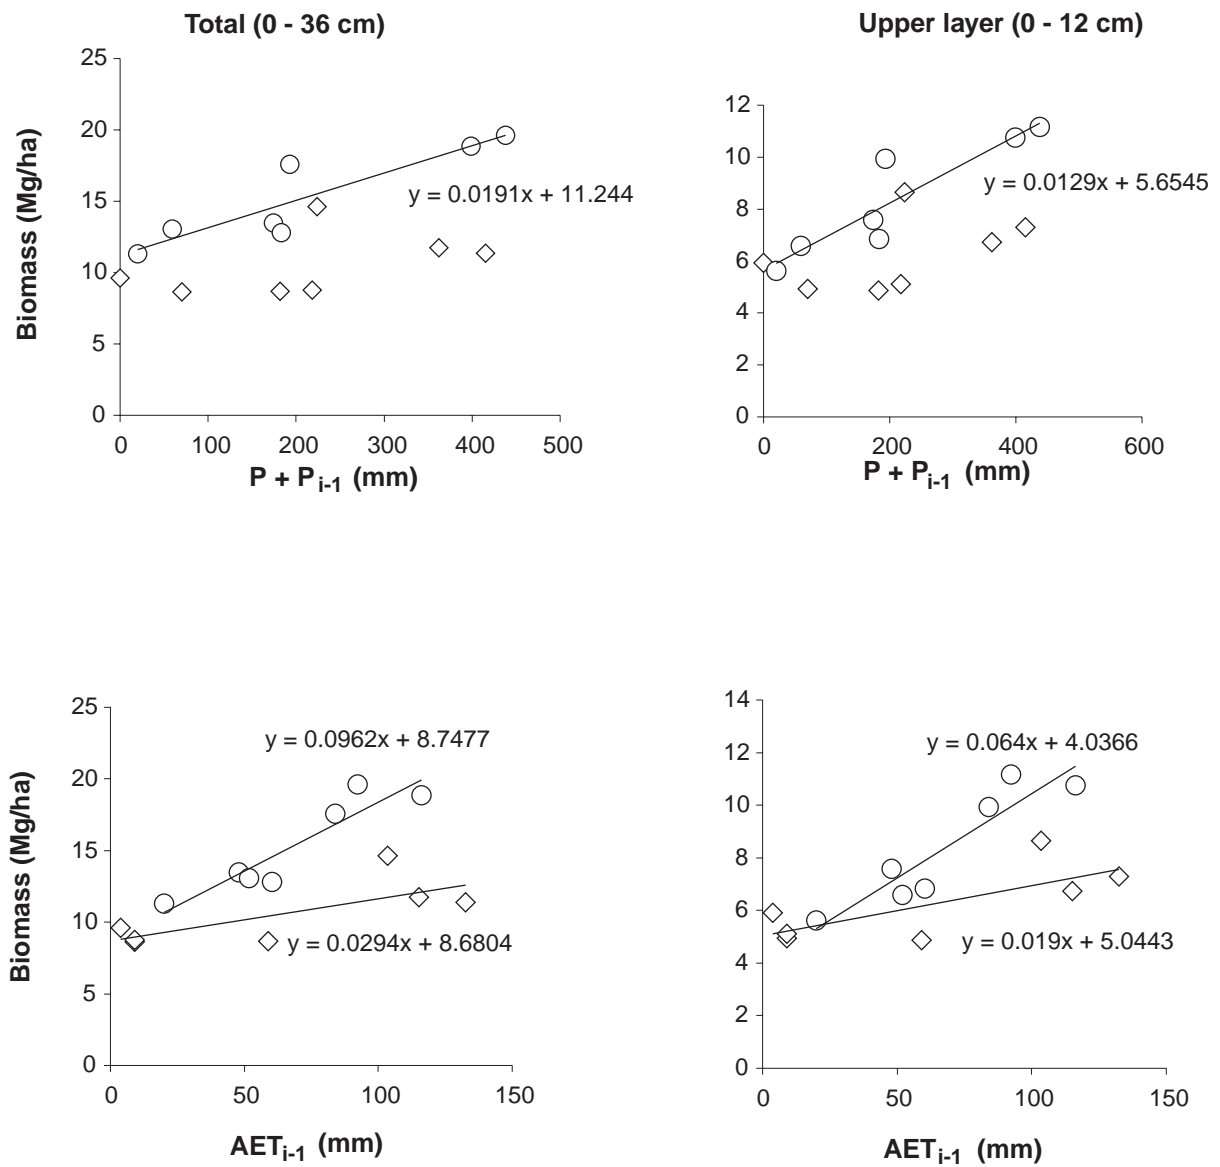 Total (0 - 36 cm)
25
20
15
10
5
0
Biomass (Mg/ha)
y = 0.0191x + 11.244
0 100 200 300 400 500
P + Pi-1 (mm)
Upper layer (0 - 12 cm)
12
10
8
6
4
2
0
y = 0.0129x + 5.6545
0 200 400 600
P + Pi-1 (mm)
25
20
15
10
5
0
Biomass (Mg/ha)
y = 0.0962x + 8.7477
y = 0.0294x + 8.6804
0 50 100 150
AETi-1 (mm)
14
12
10
8
6
4
2
0
y = 0.064x + 4.0366
y = 0.019x + 5.0443
0 50 100 150
AETi-1 (mm)